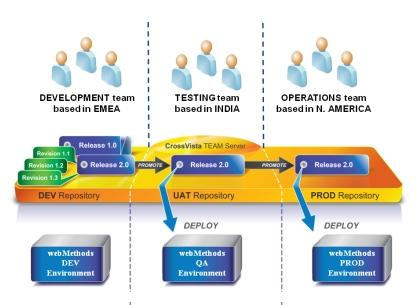 DEVELOPMENT team
based in EMEA
TESTING team
based in INDIA
OPERATIONS team
based in N. AMERICA
CrossVista TEAM Server
Release 1.0
Revision 1.1
Revision 1.2
Revision 1.3
Release 2.0
PROMOTE
Release 2.0
PROMOTE
Release 2.0
DEV Repository
UAT Repository
PROD Repository
DEPLOY
DEPLOY
webMethods
DEV
Environment
webMethods
QA
Environment
webMethods
PROD
Environment